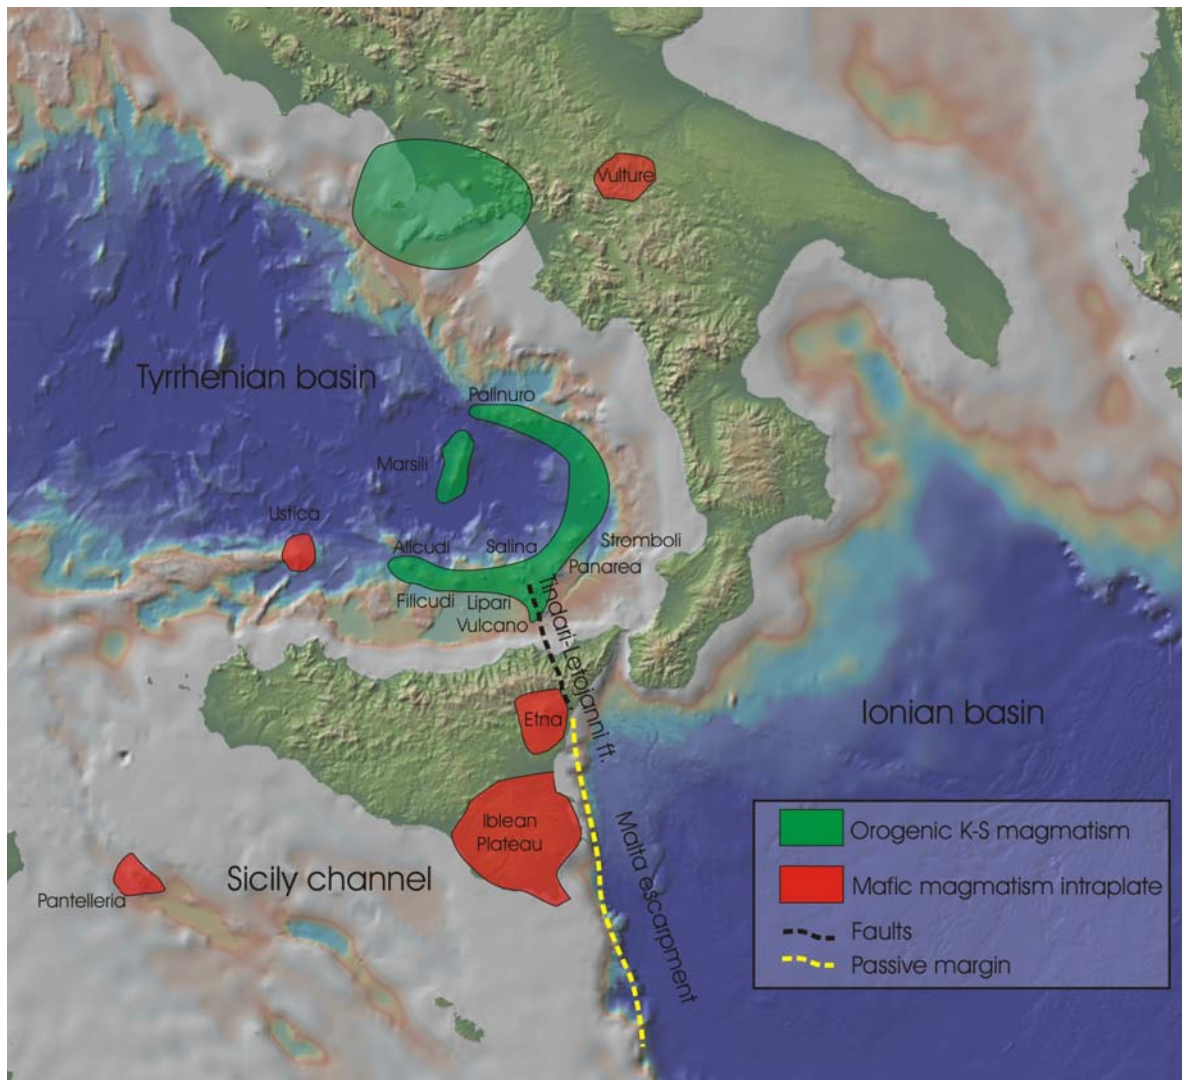 Vulture
Tyrrhenian basin
Palinuro
Marsili
Ustica
Alicudi
Salina
Stromboli
Panarea
Filicudi
Lipari
Vulcano
Tindari-Letojanni ft.
Etna
Ionian basin
Iblean
Plateau
Malta escarpment
Sicily channel
Pantelleria
Orogenic K-S magmatism
Mafic magmatism intraplate
Faults
Passive margin